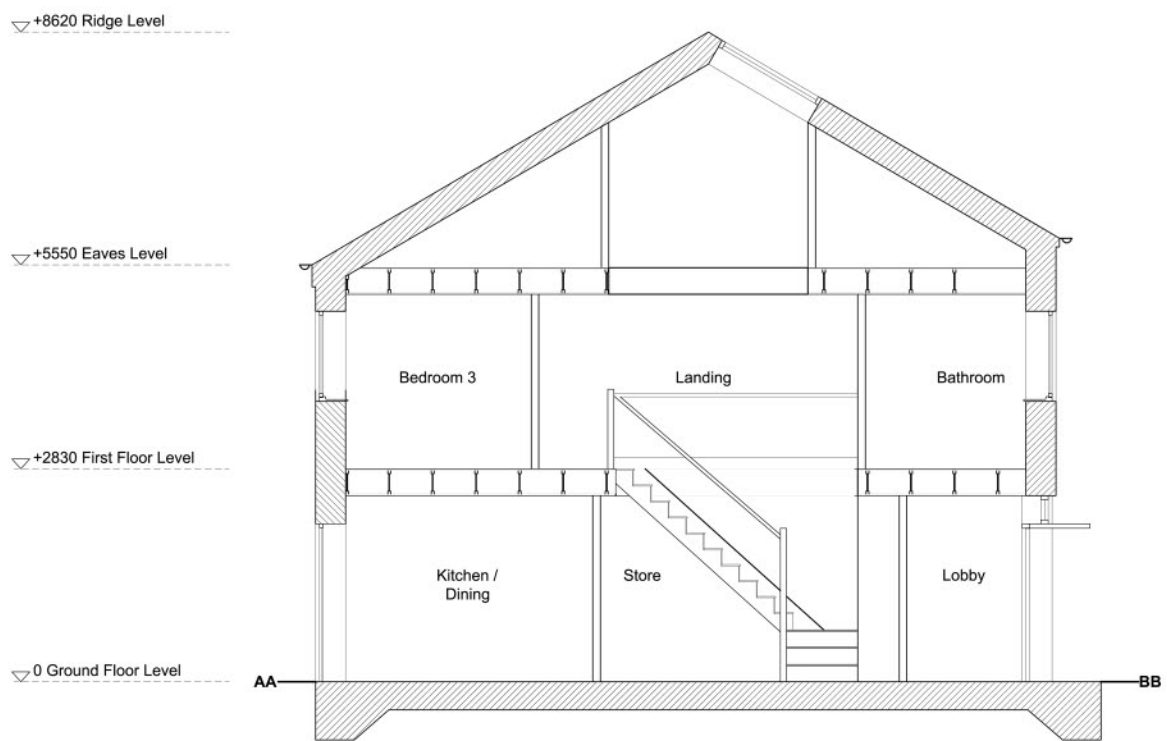 +8620 Ridge Level
+5550 Eaves Level
Bedroom 3
Landing
Bathroom
+2830 First Floor Level
Kitchen /
Dining
Store
Lobby
0 Ground Floor Level
AA
BB